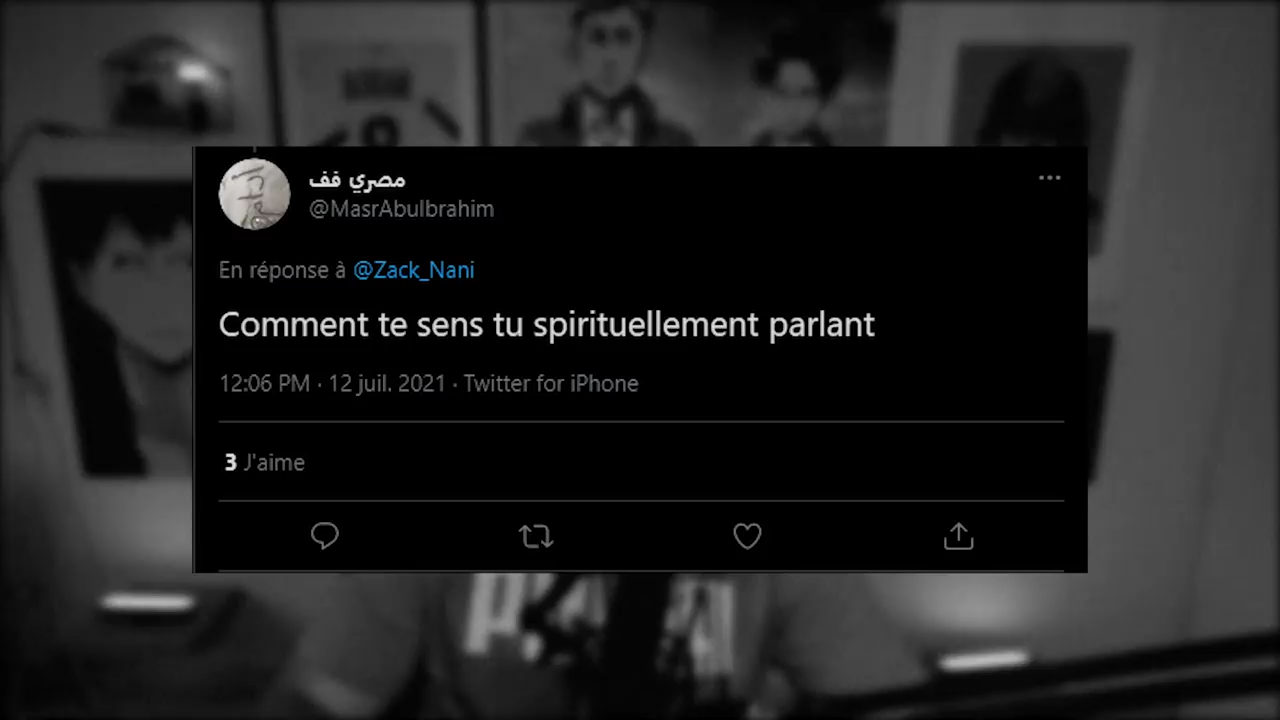 مصري فف
@MasrAbulbrahim
En réponse à @Zack_Nani
Comment te sens tu spirituellement parlant
12:06 PM · 12 juil. 2021 · Twitter for iPhone
3 J'aime